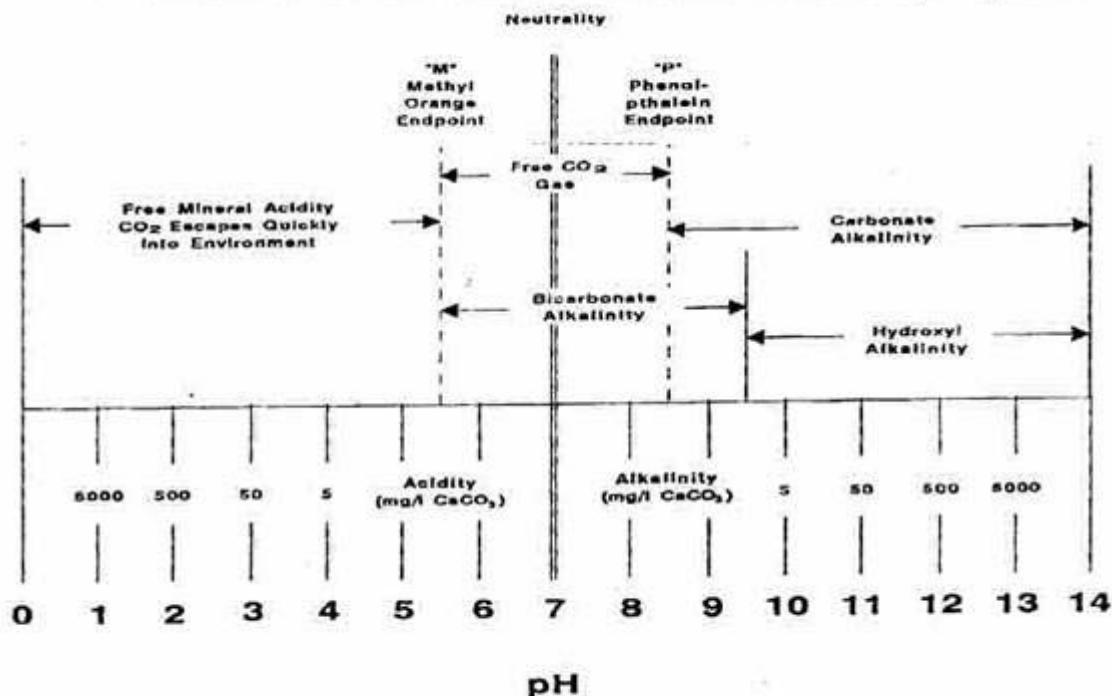 Neutrality
"M"
Methyl
Orange
Endpoint
"P"
Phenol-
pthalein
Endpoint
Free CO₂
Gas
Free Mineral Acidity
CO₂ Escapes Quickly
Into Environment
Carbonate
Alkalinity
Bicarbonate
Alkalinity
Hydroxyl
Alkalinity
5000 500 50 5 Acidity Alkalinity 5 50 500 5000
(mg/l CaCO₃) (mg/l CaCO₃)
0 1 2 3 4 5 6 7 8 9 10 11 12 13 14
pH